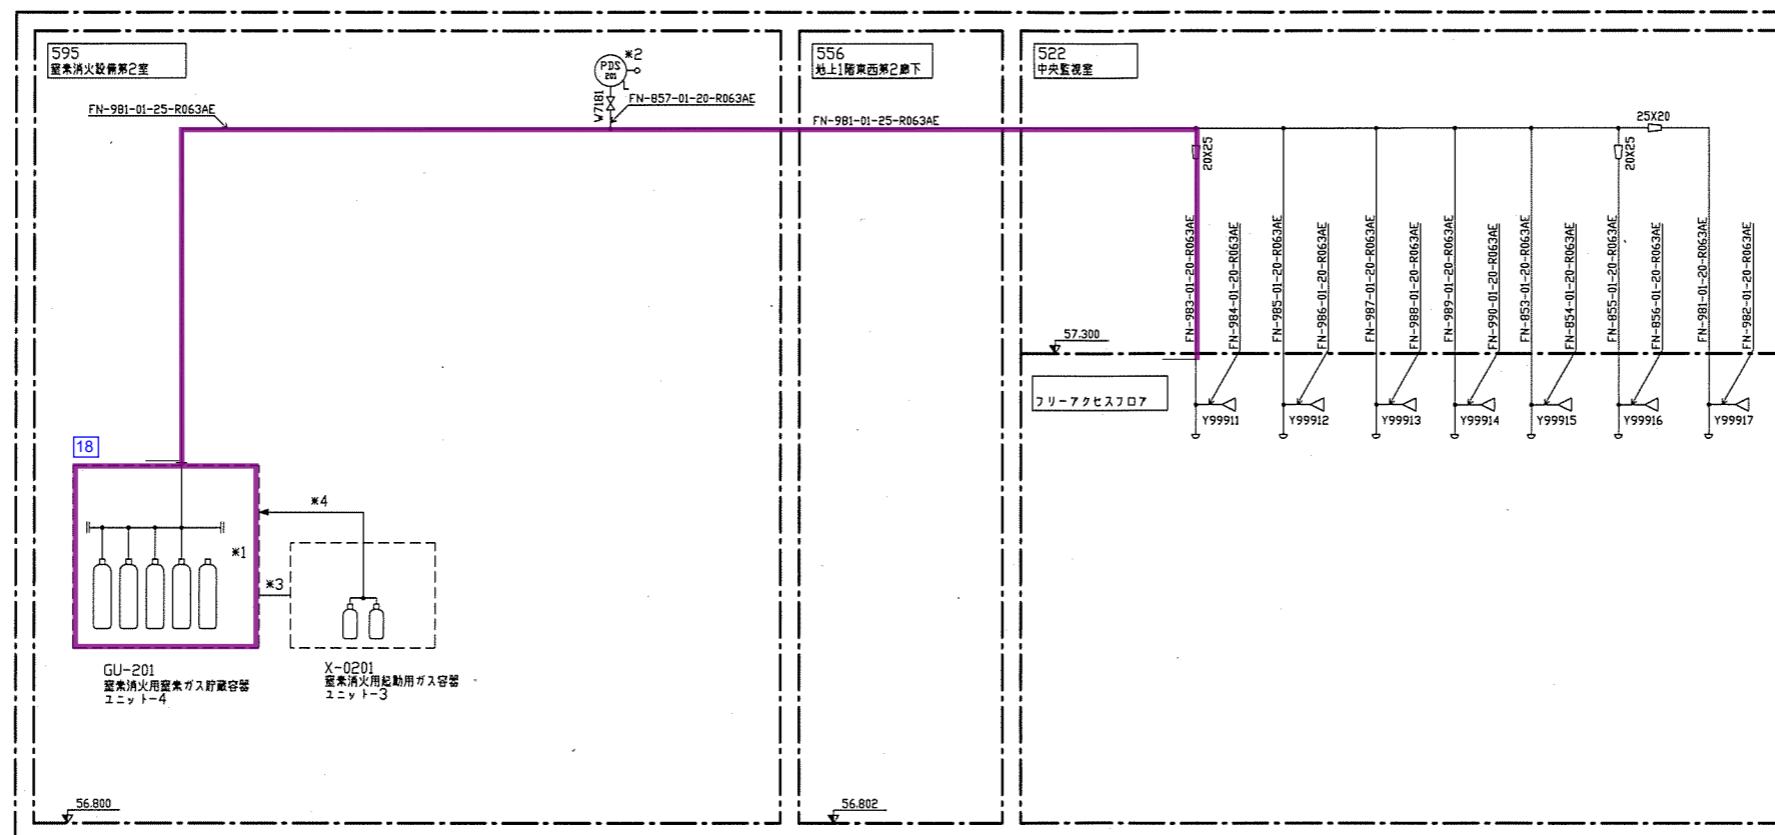 595
窒素消火設備第2室
556
地上1階東西第2廊下
522
中央監視室
PDS
201
※2
L
W7181
FN-857-01-20-R063AE
FN-981-01-25-R063AE
FN-981-01-25-R063AE
25X20
20X25
20X25
FN-983-01-20-R063AE
FN-984-01-20-R063AE
FN-985-01-20-R063AE
FN-986-01-20-R063AE
FN-987-01-20-R063AE
FN-988-01-20-R063AE
FN-989-01-20-R063AE
FN-990-01-20-R063AE
FN-853-01-20-R063AE
FN-854-01-20-R063AE
FN-855-01-20-R063AE
FN-856-01-20-R063AE
FN-981-01-20-R063AE
FN-982-01-20-R063AE
57.300
フリーアクセスフロア
Y99911
Y99912
Y99913
Y99914
Y99915
Y99916
Y99917
18
※4
※1
※3
GU-201
窒素消火用窒素ガス貯蔵容器
ユニット-4
X-0201
窒素消火用起動用ガス容器
ユニット-3
56.800
56.802